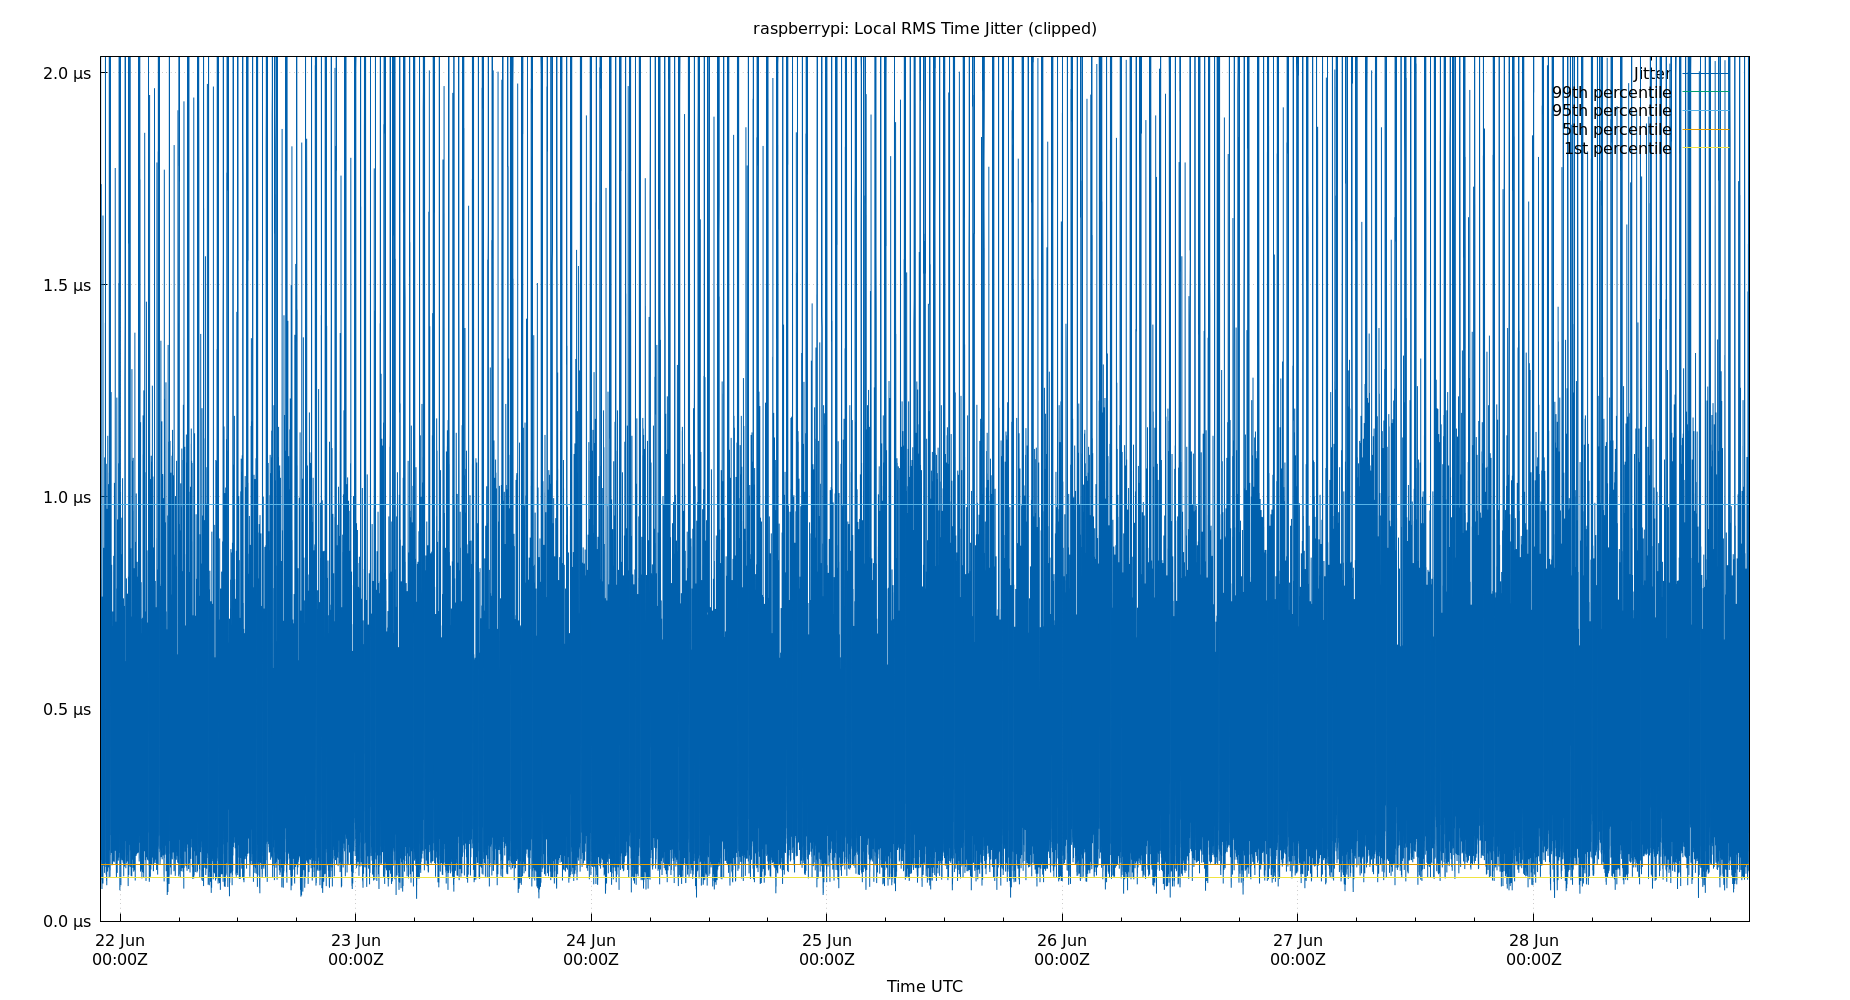 raspberrypi: Local RMS Time Jitter (clipped)
2.0 µs
1.5 µs
1.0 µs
0.5 µs
0.0 µs
Jitter
99th percentile
95th percentile
5th percentile
1st percentile
22 Jun 23 Jun 24 Jun 25 Jun 26 Jun 27 Jun 28 Jun
00:00Z 00:00Z 00:00Z 00:00Z 00:00Z 00:00Z 00:00Z
Time UTC